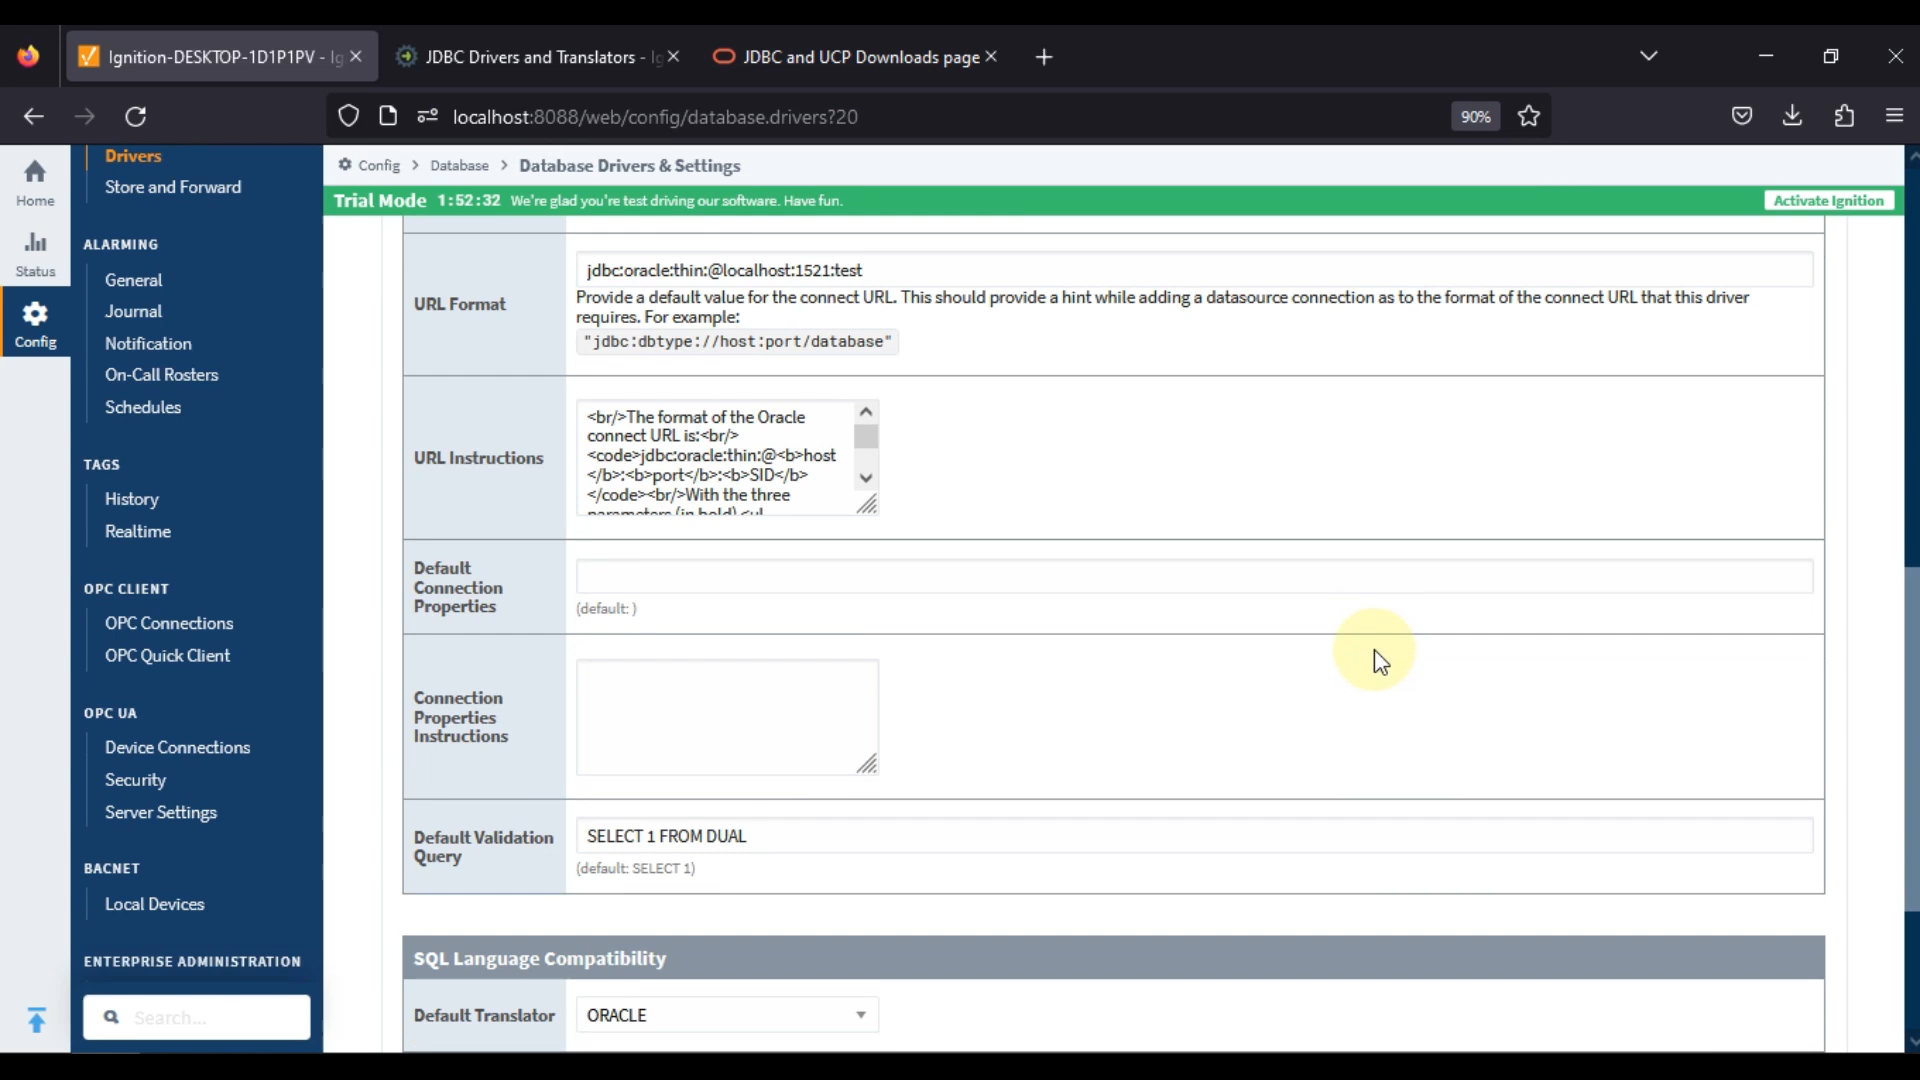 Ignition-DESKTOP-1D1P1PV - Ig
JDBC Drivers and Translators - Ig
JDBC and UCP Downloads page
localhost:8088/web/config/database.drivers?20
90%
Home
Status
Config
Drivers
Store and Forward
ALARMING
General
Journal
Notification
On-Call Rosters
Schedules
TAGS
History
Realtime
OPC CLIENT
OPC Connections
OPC Quick Client
OPC UA
Device Connections
Security
Server Settings
BACNET
Local Devices
ENTERPRISE ADMINISTRATION
Search...
Config > Database > Database Drivers & Settings
Trial Mode 1:52:32 We're glad you're test driving our software. Have fun.
Activate Ignition
URL Format
jdbc:oracle:thin:@localhost:1521:test
Provide a default value for the connect URL. This should provide a hint while adding a datasource connection as to the format of the connect URL that this driver
requires. For example:
"jdbc:dbtype://host:port/database"
URL Instructions
<br/>The format of the Oracle
connect URL is:<br/>
<code>jdbc:oracle:thin:@<b>host
</b>:<b>port</b>:<b>SID</b>
</code><br/>With the three
parameters (in bold) <ul
Default
Connection
Properties
(default: )
Connection
Properties
Instructions
Default Validation
Query
SELECT 1 FROM DUAL
(default: SELECT 1)
SQL Language Compatibility
Default Translator
ORACLE